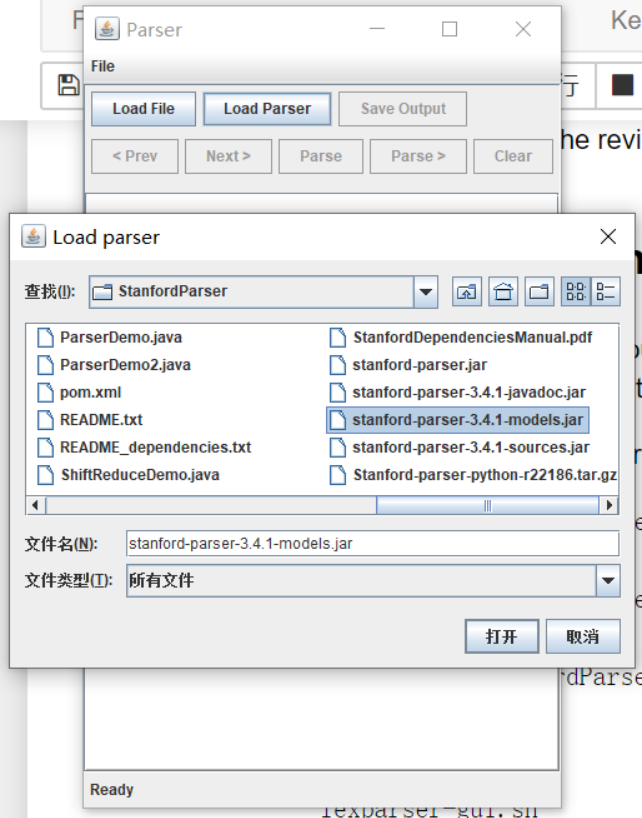 Ke
Parser
File
Load File Load Parser Save Output
行
< Prev Next > Parse Parse > Clear
he revi
Load parser
查找(I): StanfordParser
ParserDemo.java
ParserDemo2.java
pom.xml
README.txt
README_dependencies.txt
ShiftReduceDemo.java
StanfordDependenciesManual.pdf
stanford-parser.jar
stanford-parser-3.4.1-javadoc.jar
stanford-parser-3.4.1-models.jar
stanford-parser-3.4.1-sources.jar
Stanford-parser-python-r22186.tar.gz
文件名(N): stanford-parser-3.4.1-models.jar
文件类型(T): 所有文件
打开 取消
rdParse
Ready
lexparser-gui.sh